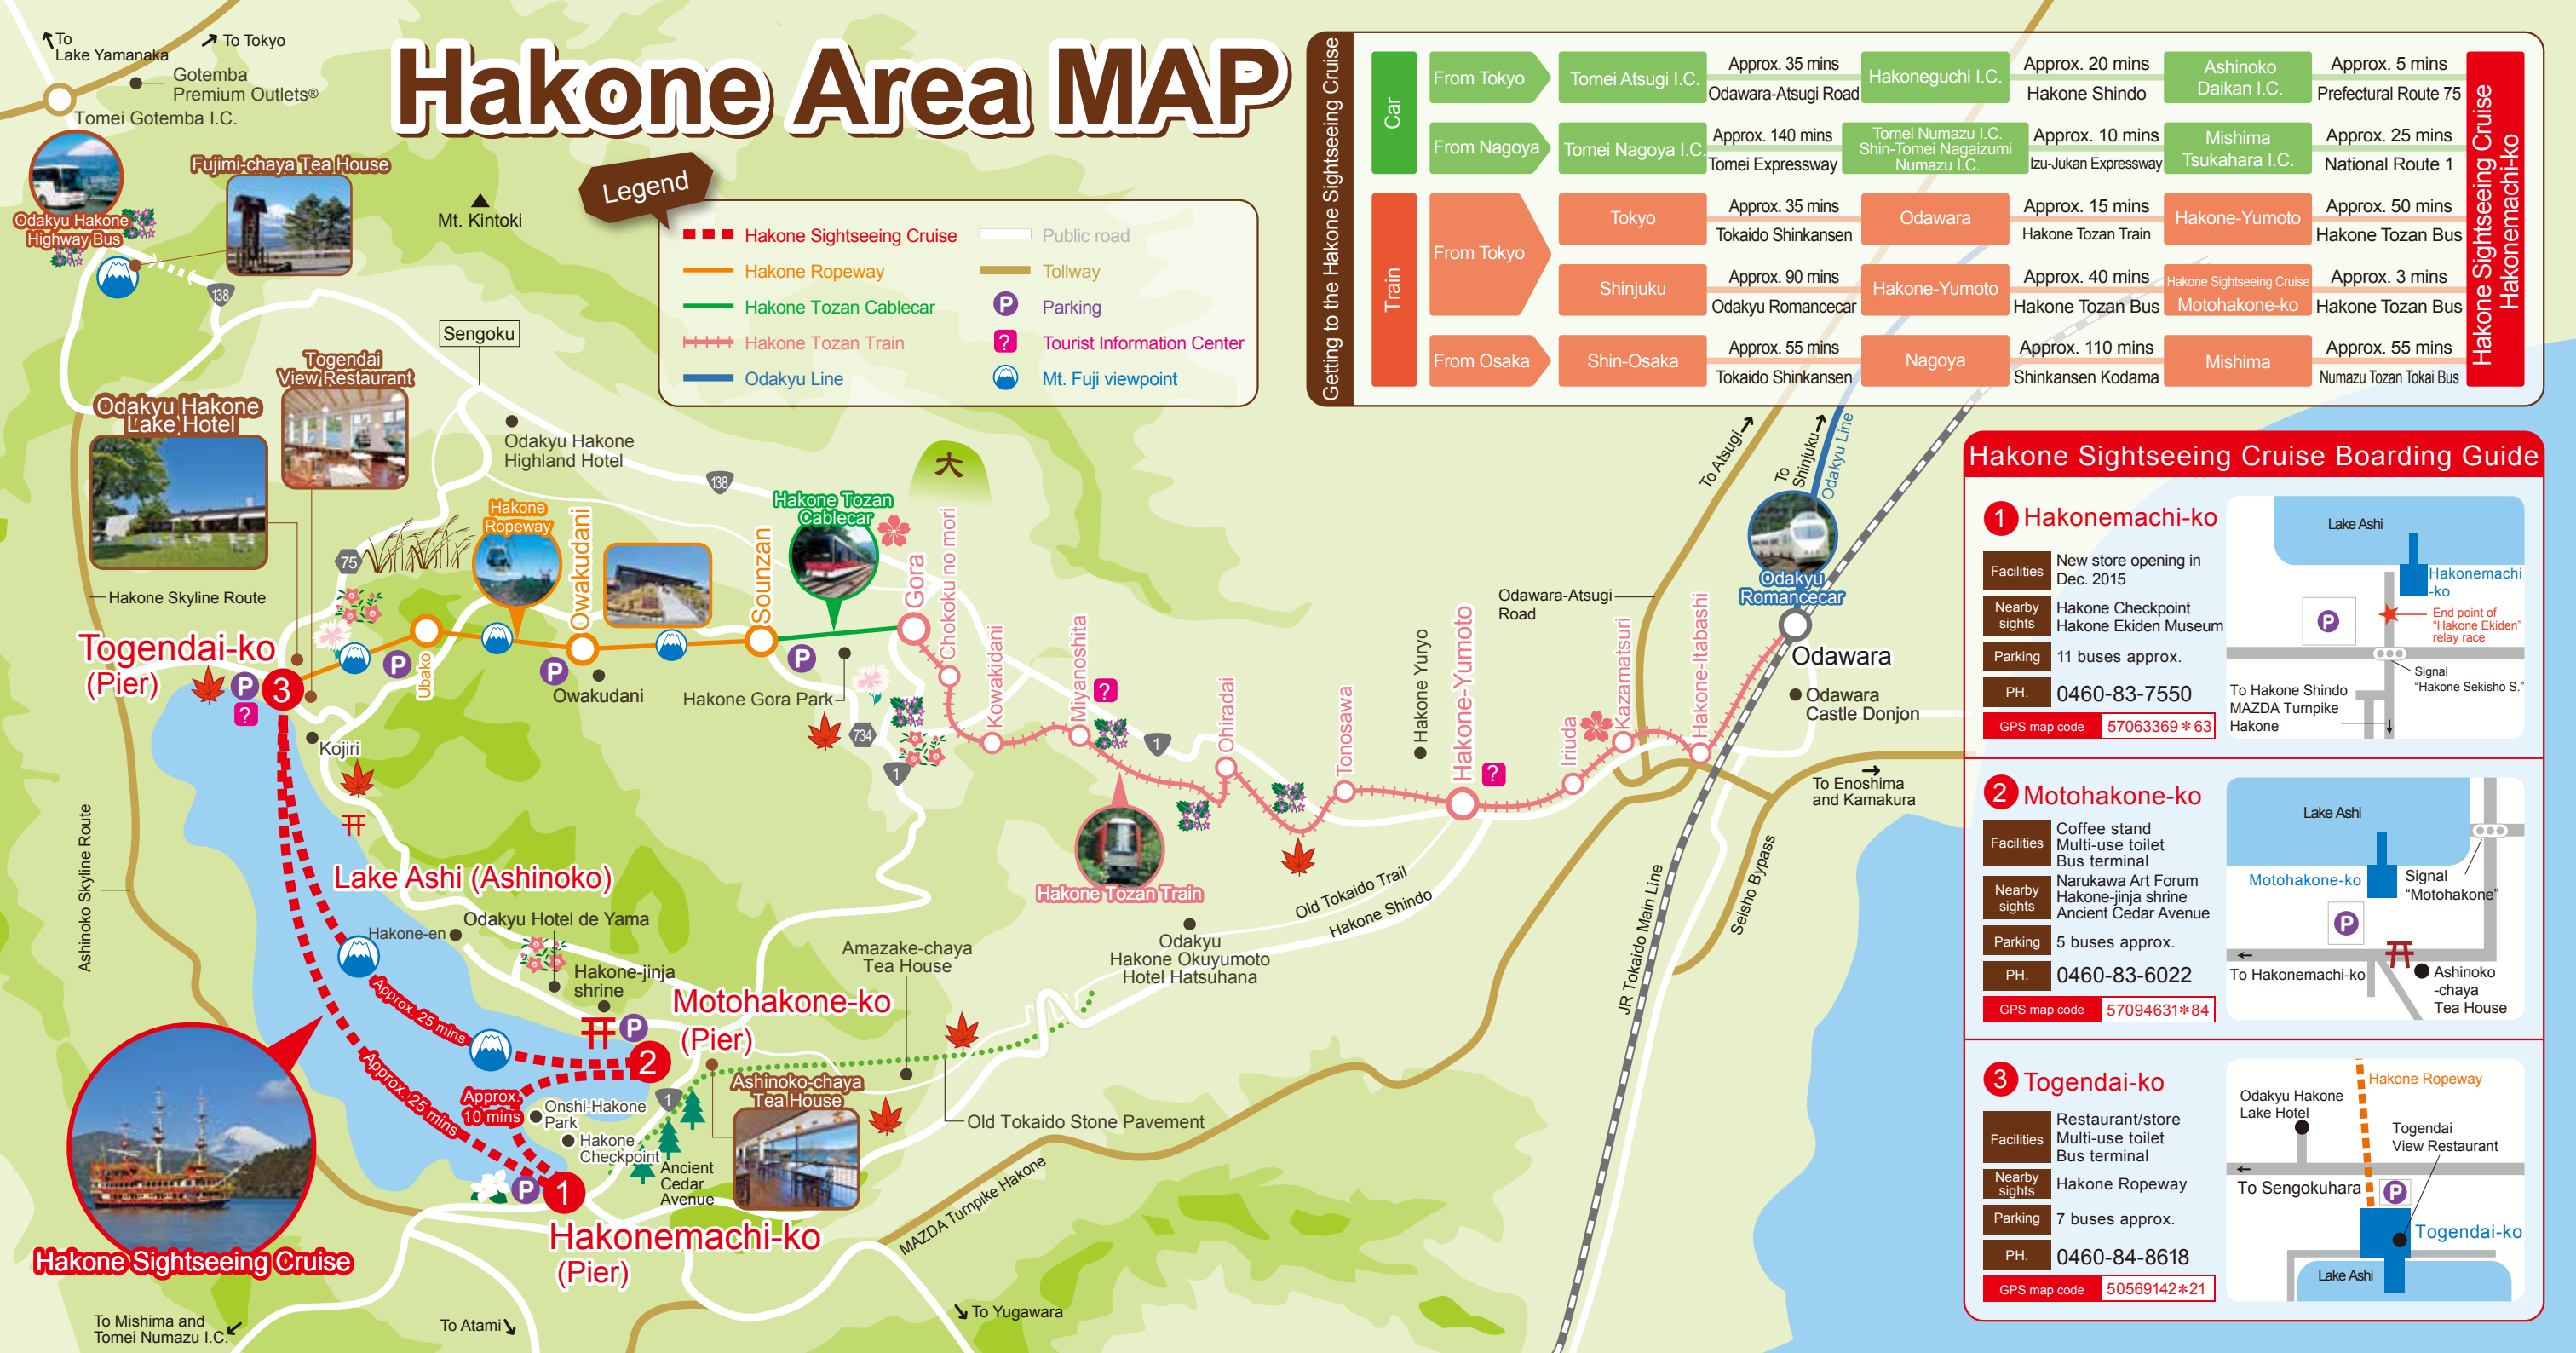 Hakone Area MAP
To
Lake Yamanaka
To Tokyo
Gotemba
Premium Outlets®
Tomei Gotemba I.C.
Odakyu Hakone
Highway Bus
Fujimi-chaya Tea House
138
Mt. Kintoki
Legend
Hakone Sightseeing Cruise
Hakone Ropeway
Hakone Tozan Cablecar
Hakone Tozan Train
Odakyu Line
Public road
Tollway
P Parking
? Tourist Information Center
Mt. Fuji viewpoint
Getting to the Hakone Sightseeing Cruise
Car
From Tokyo
Tomei Atsugi I.C.
Approx. 35 mins
Odawara-Atsugi Road
Hakoneguchi I.C.
Approx. 20 mins
Hakone Shindo
Ashinoko
Daikan I.C.
Approx. 5 mins
Prefectural Route 75
From Nagoya
Tomei Nagoya I.C.
Approx. 140 mins
Tomei Expressway
Tomei Numazu I.C.
Shin-Tomei Nagaizumi
Numazu I.C.
Approx. 10 mins
Izu-Jukan Expressway
Mishima
Tsukahara I.C.
Approx. 25 mins
National Route 1
Train
From Tokyo
Tokyo
Approx. 35 mins
Tokaido Shinkansen
Odawara
Approx. 15 mins
Hakone Tozan Train
Hakone-Yumoto
Approx. 50 mins
Hakone Tozan Bus
Shinjuku
Approx. 90 mins
Odakyu Romancecar
Hakone-Yumoto
Approx. 40 mins
Hakone Tozan Bus
Hakone Sightseeing Cruise
Motohakone-ko
Approx. 3 mins
Hakone Tozan Bus
From Osaka
Shin-Osaka
Approx. 55 mins
Tokaido Shinkansen
Nagoya
Approx. 110 mins
Shinkansen Kodama
Mishima
Approx. 55 mins
Numazu Tozan Tokai Bus
Hakone Sightseeing Cruise
Hakonemachi-ko
Sengoku
Togendai
View Restaurant
Odakyu Hakone
Lake Hotel
Odakyu Hakone
Highland Hotel
138
大
75
Hakone Skyline Route
Hakone
Ropeway
Owakudani
Sounzan
Hakone Tozan
Cablecar
Gora
Chokoku no mori
Kowakidani
Miyanoshita
?
Ohiradai
Tonosawa
Hakone Yuryo
Hakone-Yumoto
?
Iriuda
Kazamatsuri
Hakone-Itabashi
Odawara
Odawara
Castle Donjon
Odakyu
Romancecar
To Atsugi
To
Shinjuku
Odakyu Line
Odawara-Atsugi
Road
Togendai-ko
(Pier)
P
?
3
P
Ubako
P
Owakudani
P
Hakone Gora Park
734
1
1
Kojiri
Hakone Tozan Train
To Enoshima
and Kamakura
Seisho Bypass
JR Tokaido Main Line
Old Tokaido Trail
Hakone Shindo
Ashinoko Skyline Route
Lake Ashi (Ashinoko)
Odakyu Hotel de Yama
Hakone-en
Hakone-jinja
shrine
P
Motohakone-ko
(Pier)
2
Amazake-chaya
Tea House
Odakyu
Hakone Okuyumoto
Hotel Hatsuhana
Approx. 25 mins
Approx. 25 mins
Approx.
10 mins
Onshi-Hakone
Park
Hakone
Checkpoint
1
Ancient
Cedar
Avenue
Ashinoko-chaya
Tea House
Old Tokaido Stone Pavement
MAZDA Turnpike Hakone
P
1
Hakonemachi-ko
(Pier)
Hakone Sightseeing Cruise
To Mishima and
Tomei Numazu I.C.
To Atami
To Yugawara
Hakone Sightseeing Cruise Boarding Guide
1 Hakonemachi-ko
Facilities
New store opening in
Dec. 2015
Nearby
sights
Hakone Checkpoint
Hakone Ekiden Museum
Parking
11 buses approx.
PH.
0460-83-7550
GPS map code
57063369＊63
Lake Ashi
Hakonemachi
-ko
P
End point of
“Hakone Ekiden”
relay race
Signal
“Hakone Sekisho S.”
To Hakone Shindo
MAZDA Turnpike
Hakone
2 Motohakone-ko
Facilities
Coffee stand
Multi-use toilet
Bus terminal
Nearby
sights
Narukawa Art Forum
Hakone-jinja shrine
Ancient Cedar Avenue
Parking
5 buses approx.
PH.
0460-83-6022
GPS map code
57094631＊84
Lake Ashi
Motohakone-ko
Signal
“Motohakone”
P
To Hakonemachi-ko
Ashinoko
-chaya
Tea House
3 Togendai-ko
Facilities
Restaurant/store
Multi-use toilet
Bus terminal
Nearby
sights
Hakone Ropeway
Parking
7 buses approx.
PH.
0460-84-8618
GPS map code
50569142＊21
Hakone Ropeway
Odakyu Hakone
Lake Hotel
Togendai
View Restaurant
To Sengokuhara
P
Togendai-ko
Lake Ashi